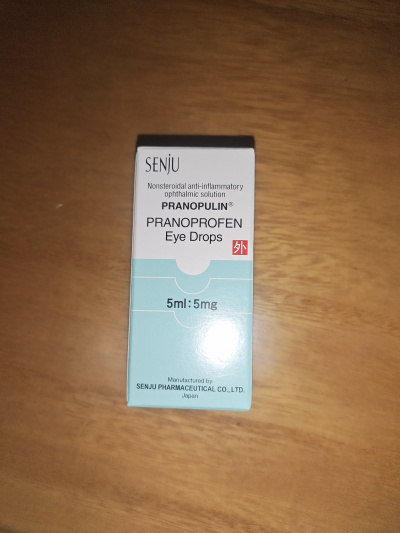 SENJU
Nonsteroidal anti-inflammatory
ophthalmic solution
PRANOPULIN®
PRANOPROFEN
Eye Drops
外
5ml:5mg
Manufactured by
SENJU PHARMACEUTICAL CO., LTD.
Japan